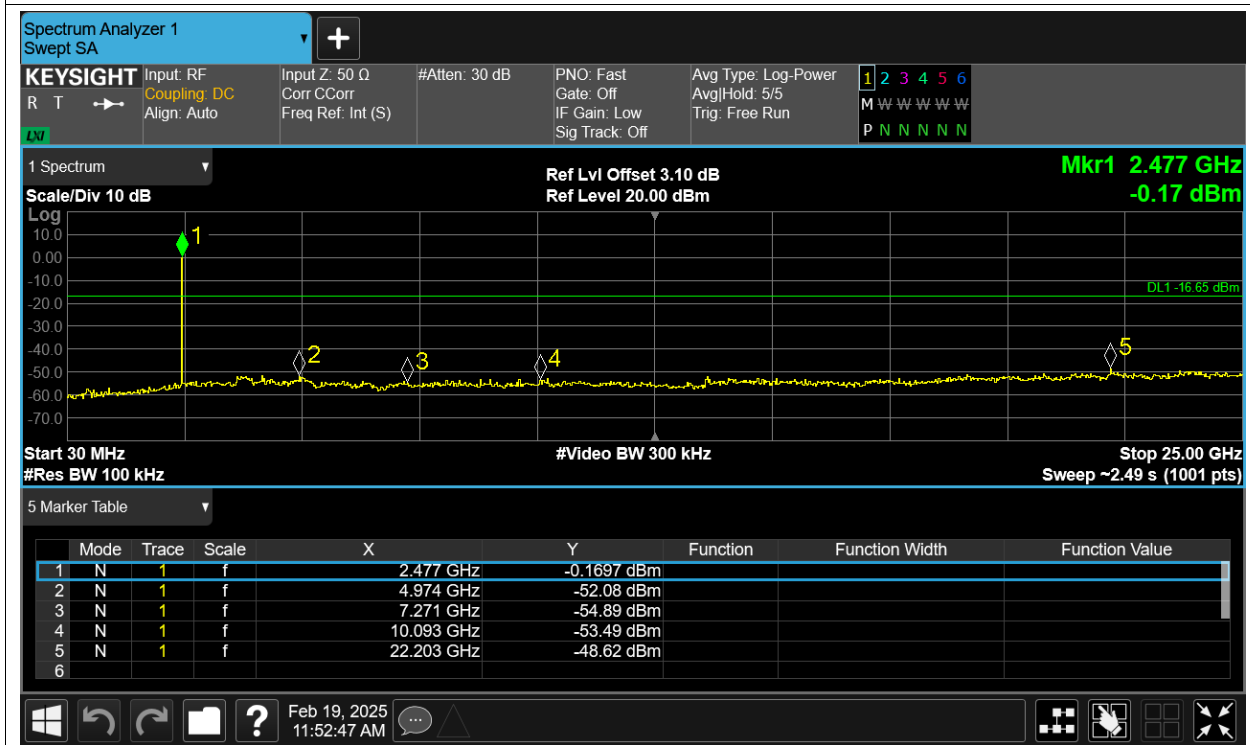 Spectrum Analyzer 1
Swept SA
KEYSIGHT
R T
LXI
Input: RF
Coupling: DC
Align: Auto
Input Z: 50 Ω
Corr CCorr
Freq Ref: Int (S)
#Atten: 30 dB
PNO: Fast
Gate: Off
IF Gain: Low
Sig Track: Off
Avg Type: Log-Power
Avg|Hold: 5/5
Trig: Free Run
1 2 3 4 5 6
M W W W W W
P N N N N N
1 Spectrum
Scale/Div 10 dB
Ref Lvl Offset 3.10 dB
Ref Level 20.00 dBm
Mkr1 2.477 GHz
-0.17 dBm
Log
10.0
0.00
-10.0
-20.0
-30.0
-40.0
-50.0
-60.0
-70.0
1
2
3
4
5
DL1 -16.65 dBm
Start 30 MHz
#Res BW 100 kHz
#Video BW 300 kHz
Stop 25.00 GHz
Sweep ~2.49 s (1001 pts)
5 Marker Table
Mode Trace Scale X Y Function Function Width Function Value
1 N 1 f 2.477 GHz -0.1697 dBm
2 N 1 f 4.974 GHz -52.08 dBm
3 N 1 f 7.271 GHz -54.89 dBm
4 N 1 f 10.093 GHz -53.49 dBm
5 N 1 f 22.203 GHz -48.62 dBm
6
?
Feb 19, 2025
11:52:47 AM